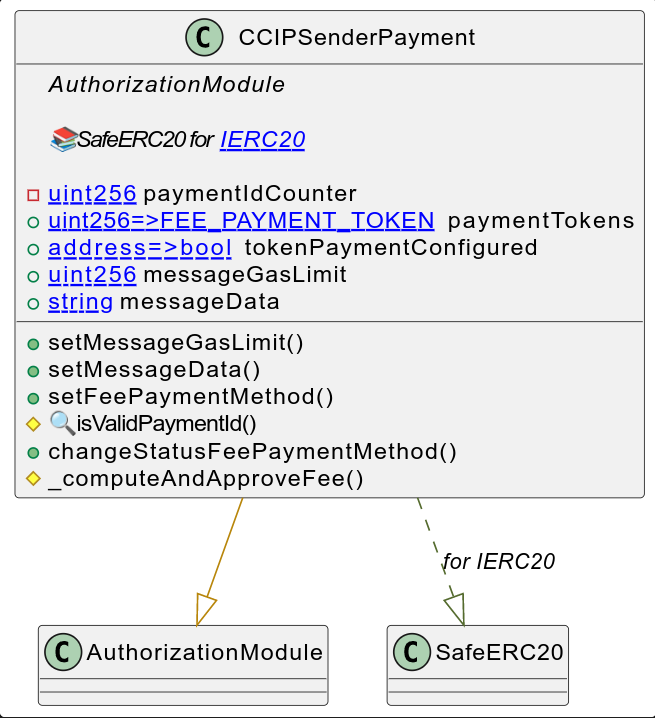 C CCIPSenderPayment
AuthorizationModule
📚SafeERC20 for IERC20
uint256 paymentIdCounter
uint256=>FEE_PAYMENT_TOKEN paymentTokens
address=>bool tokenPaymentConfigured
uint256 messageGasLimit
string messageData
setMessageGasLimit()
setMessageData()
setFeePaymentMethod()
🔍isValidPaymentId()
changeStatusFeePaymentMethod()
_computeAndApproveFee()
for IERC20
C AuthorizationModule
C SafeERC20